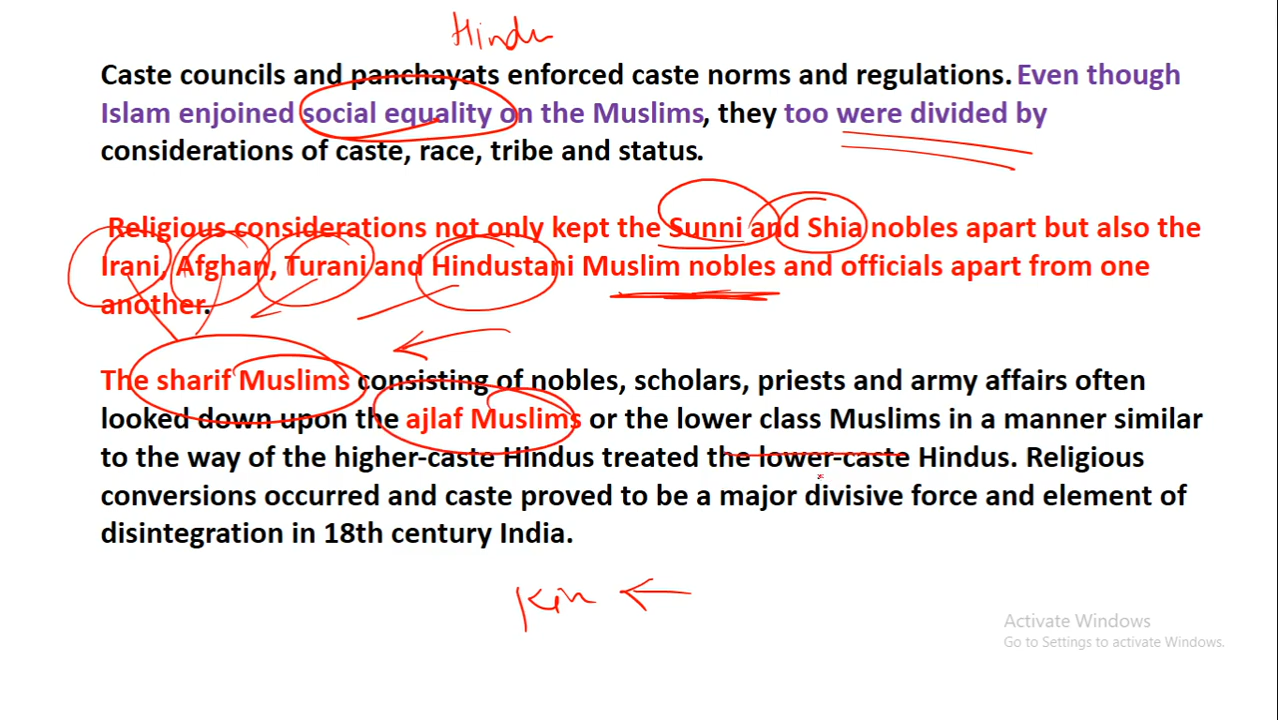 Hindu
Caste councils and panchayats enforced caste norms and regulations. Even though
Islam enjoined social equality on the Muslims, they too were divided by
considerations of caste, race, tribe and status.
Religious considerations not only kept the Sunni and Shia nobles apart but also the
Irani, Afghan, Turani and Hindustani Muslim nobles and officials apart from one
another.
The sharif Muslims consisting of nobles, scholars, priests and army affairs often
looked down upon the ajlaf Muslims or the lower class Muslims in a manner similar
to the way of the higher-caste Hindus treated the lower-caste Hindus. Religious
conversions occurred and caste proved to be a major divisive force and element of
disintegration in 18th century India.
Activate Windows
Go to Settings to activate Windows.